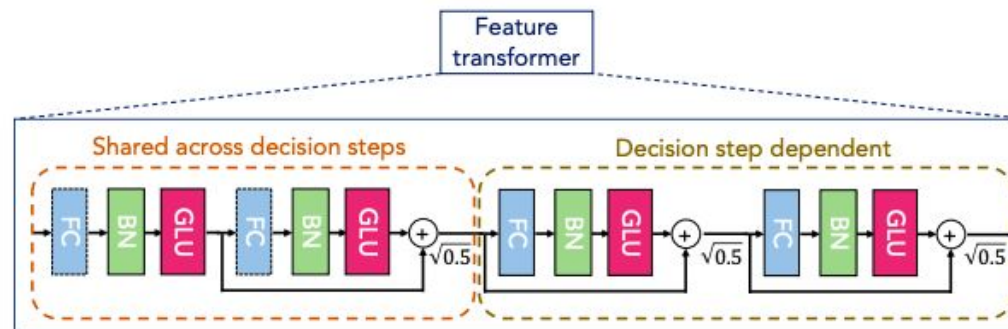 Feature
transformer
Shared across decision steps
Decision step dependent
FC
BN
GLU
FC
BN
GLU
+
√0.5
FC
BN
GLU
+
√0.5
FC
BN
GLU
+
√0.5